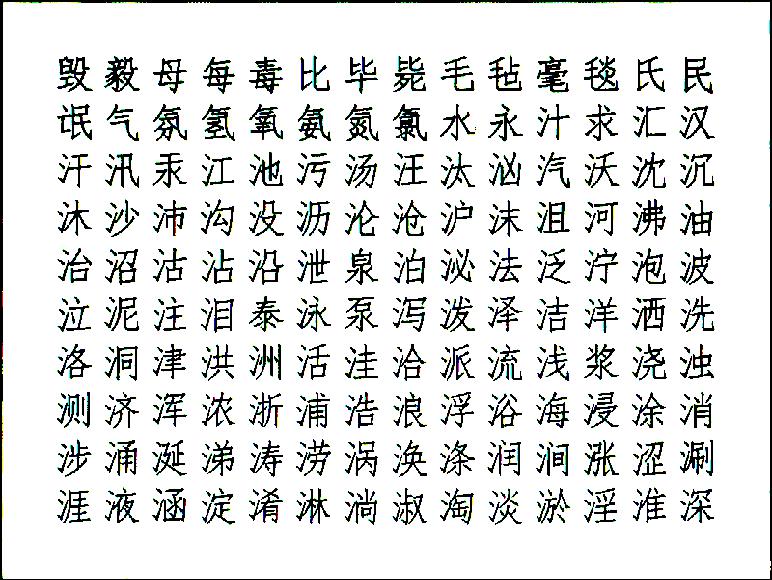 毁毅母每毒比毕毙毛毡毫毯氏民
氓气氛氢氧氨氮氯水永汁求汇汉
汗汛汞江池污汤汪汰汹汽沃沈沉
沐沙沛沟没沥沦沧沪沫沮河沸油
治沼沽沾沿泄泉泊泌法泛泞泡波
泣泥注泪泰泳泵泻泼泽洁洋洒洗
洛洞津洪洲活洼洽派流浅浆浇浊
测济浑浓浙浦浩浪浮浴海浸涂消
涉涌涎涕涛涝涡涣涤润涧涨涩涮
涯液涵淀淆淋淌淑淘淡淤淫淮深